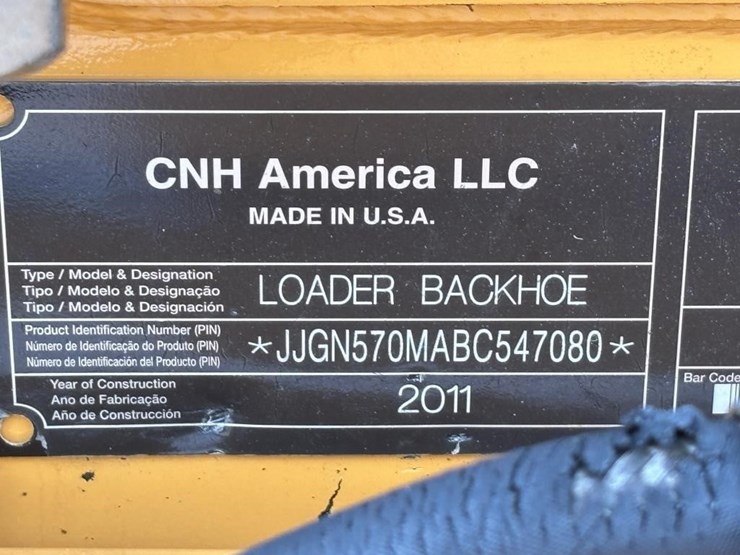 CNH America LLC
MADE IN U.S.A.
Type / Model & Designation
Tipo / Modelo & Designação
Tipo / Modelo & Designación
LOADER BACKHOE
Product Identification Number (PIN)
Número de Identificação do Produto (PIN)
Número de Identificación del Producto (PIN)
*JJGN570MABC547080*
Year of Construction
Ano de Fabricação
Año de Construcción
2011
Bar Code